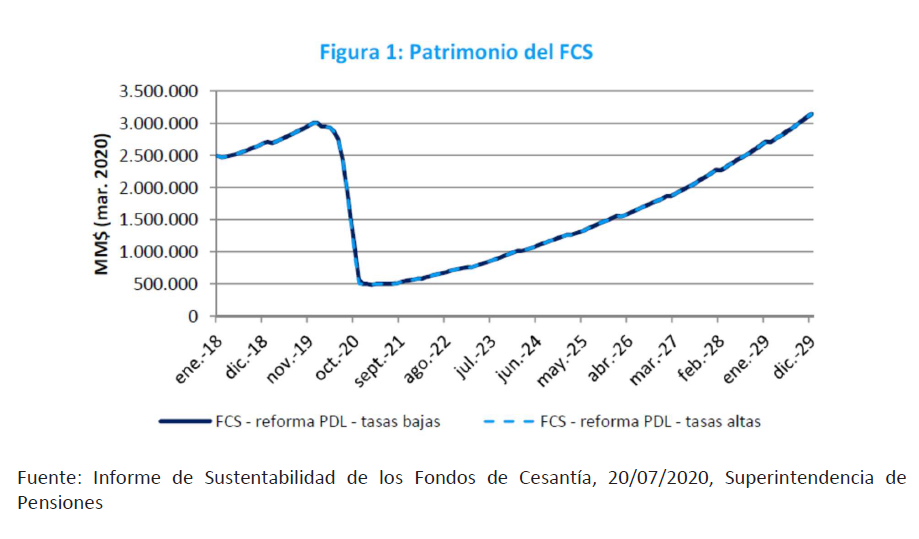 Figura 1: Patrimonio del FCS
MM$ (mar. 2020)
3.500.000
3.000.000
2.500.000
2.000.000
1.500.000
1.000.000
500.000
0
ene.-18
dic.-18
nov.-19
oct.-20
sept.-21
ago.-22
jul.-23
jun.-24
may.-25
abr.-26
mar.-27
feb.-28
ene.-29
dic.-29
FCS - reforma PDL - tasas bajas
FCS - reforma PDL - tasas altas
Fuente: Informe de Sustentabilidad de los Fondos de Cesantía, 20/07/2020, Superintendencia de
Pensiones